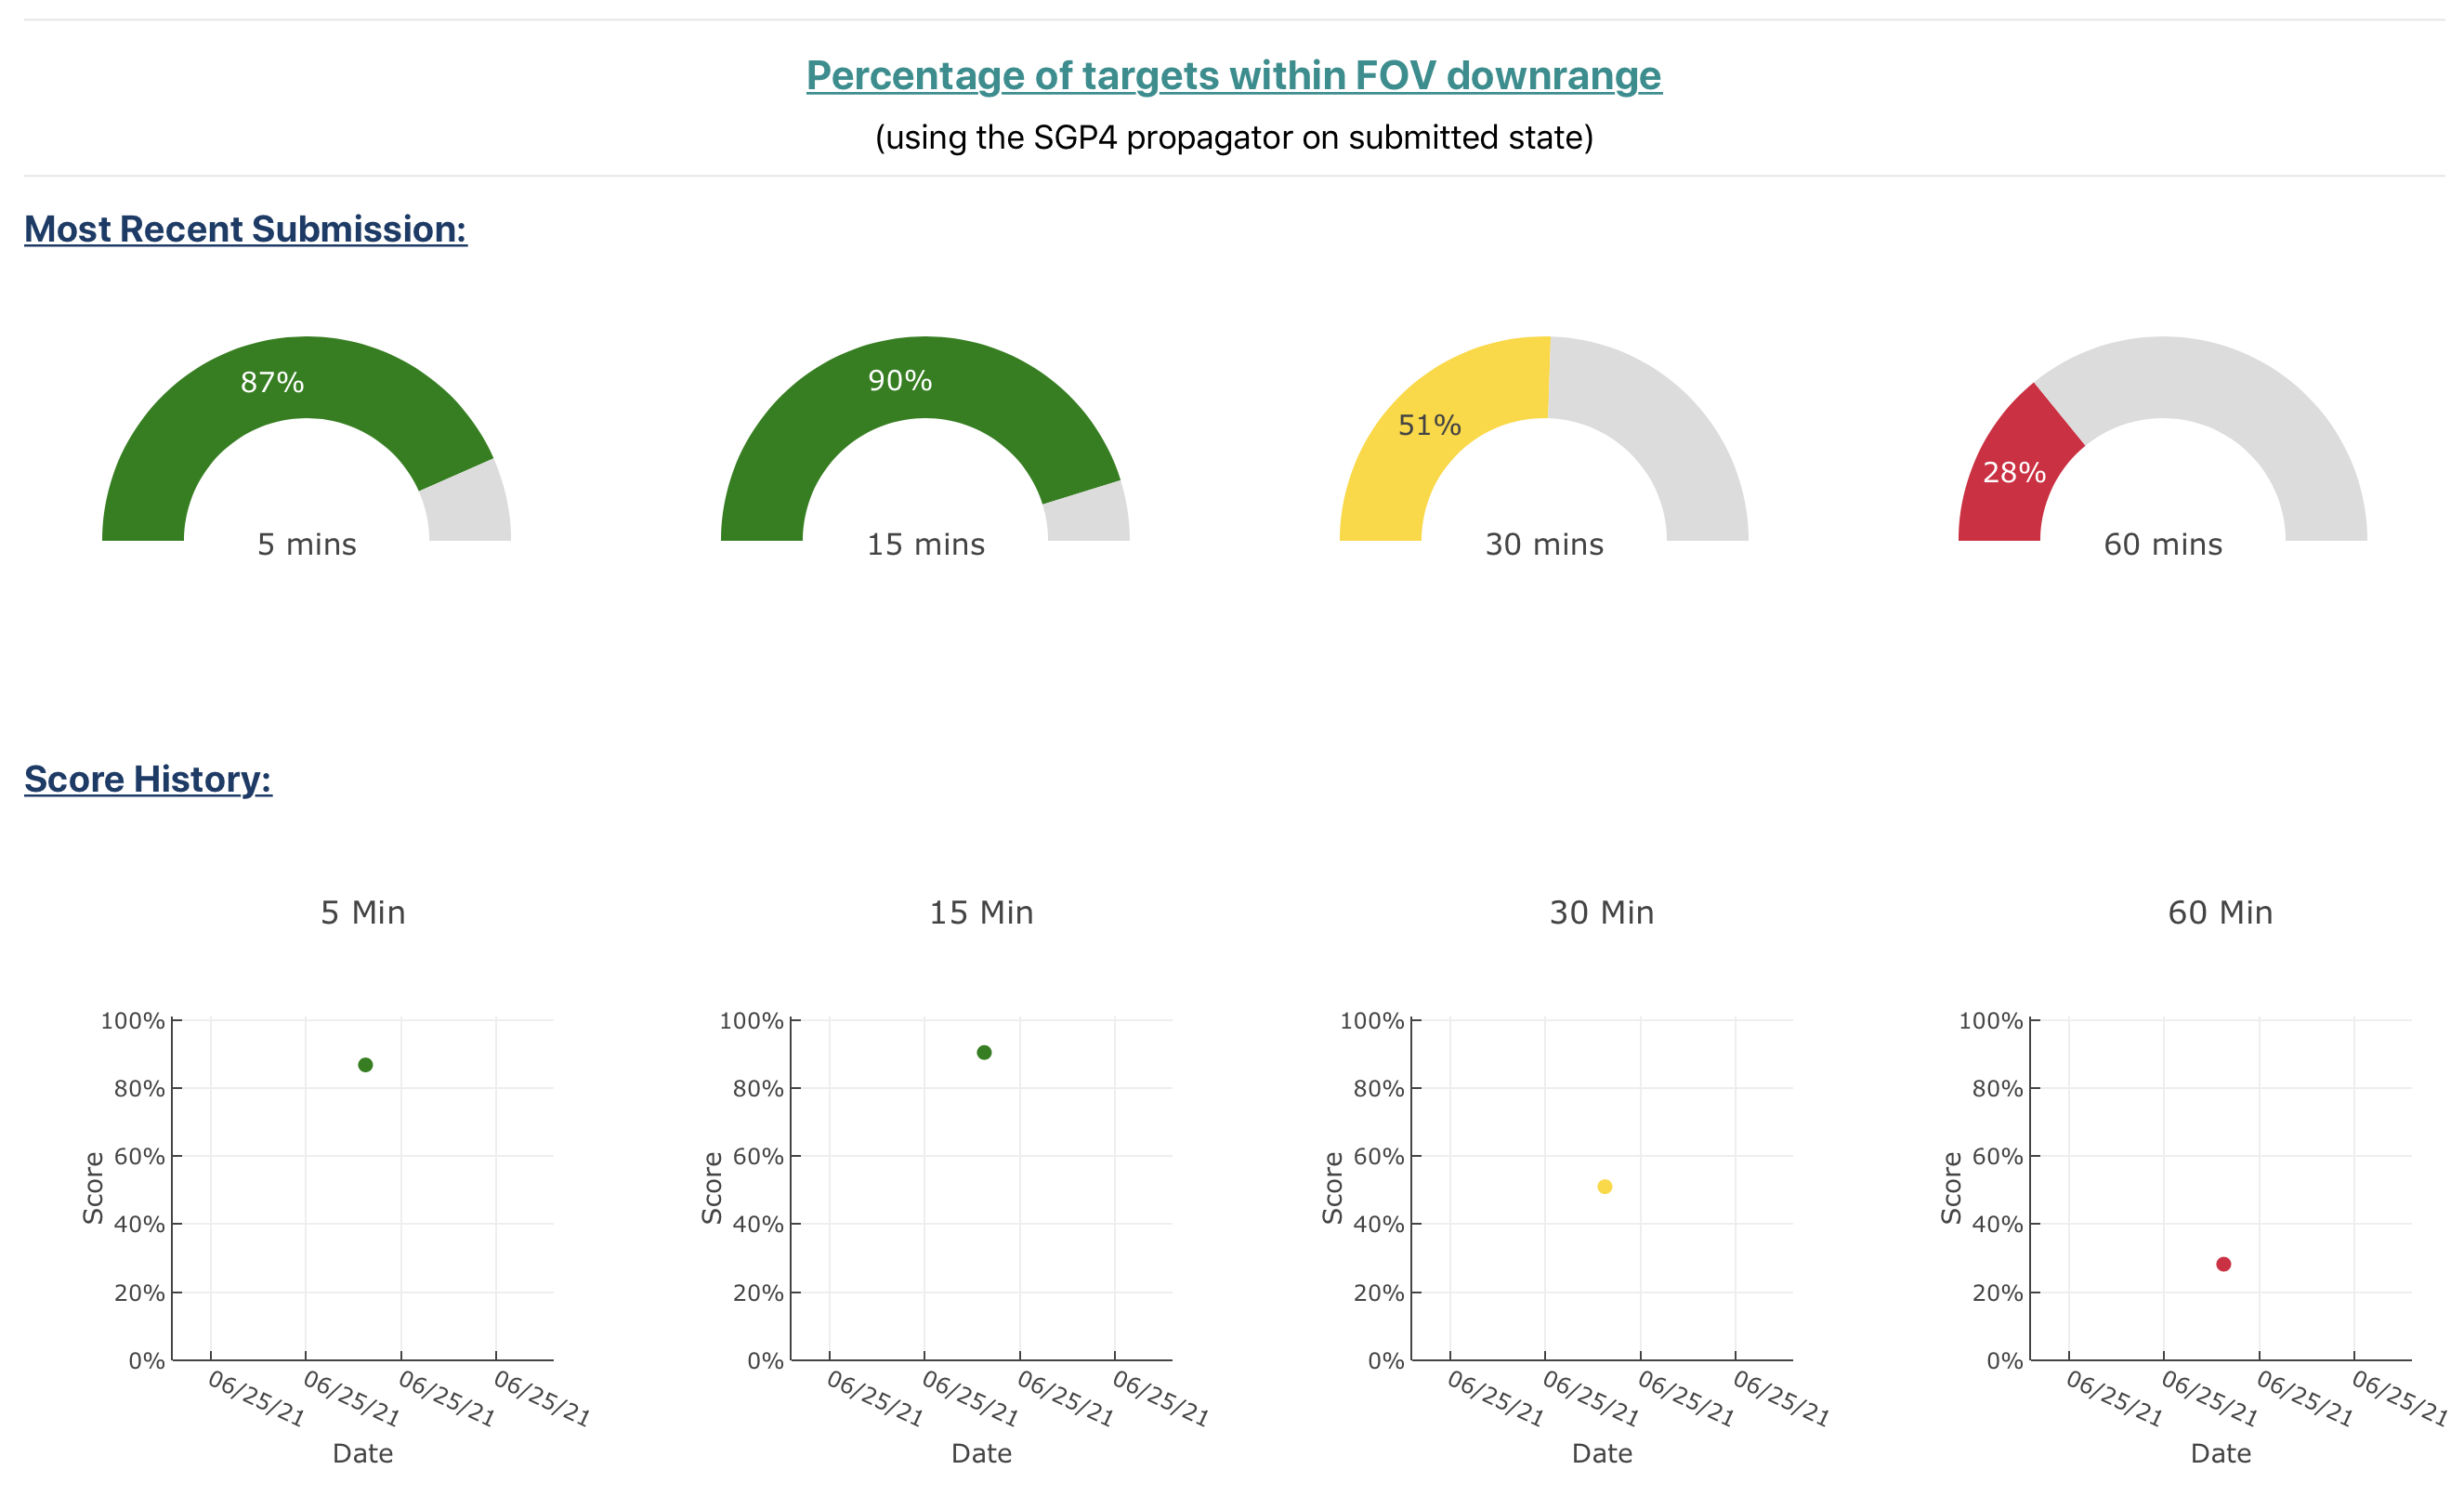 Percentage of targets within FOV downrange
(using the SGP4 propagator on submitted state)
Most Recent Submission:
87%
5 mins
90%
15 mins
51%
30 mins
28%
60 mins
Score History:
5 Min
100%
80%
60%
40%
20%
0%
Score
06/25/21 06/25/21 06/25/21 06/25/21
Date
15 Min
100%
80%
60%
40%
20%
0%
Score
06/25/21 06/25/21 06/25/21 06/25/21
Date
30 Min
100%
80%
60%
40%
20%
0%
Score
06/25/21 06/25/21 06/25/21 06/25/21
Date
60 Min
100%
80%
60%
40%
20%
0%
Score
06/25/21 06/25/21 06/25/21 06/25/21
Date